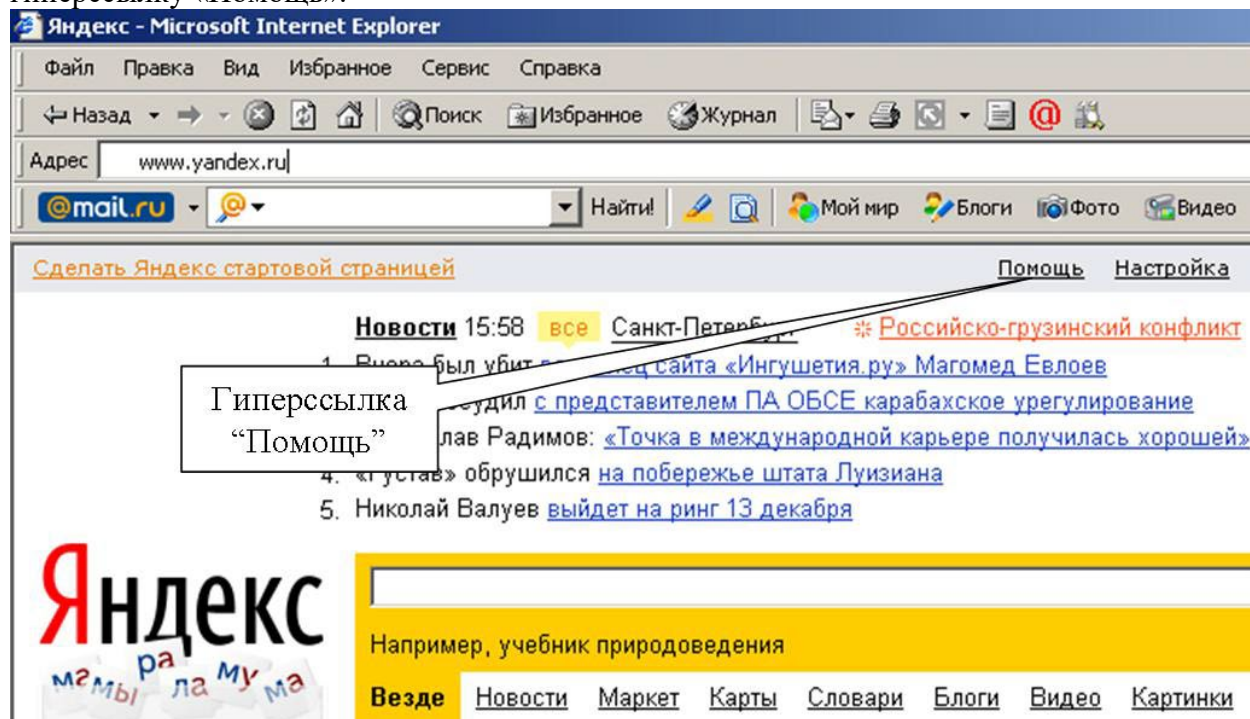 гиперссылку «Помощь».
Яндекс - Microsoft Internet Explorer
Файл Правка Вид Избранное Сервис Справка
Назад Поиск Избранное Журнал
Адрес www.yandex.ru
@mail.ru Найти! Мой мир Блоги Фото Видео
Сделать Яндекс стартовой страницей Помощь Настройка
Новости 15:58 все Санкт-Петербург Российско-грузинский конфликт
был убит сайта «Ингушетия.ру» Магомед Евлоев
с представителем ПА ОБСЕ карабахское урегулирование
Радимов: «Точка в международной карьере получилась хорошей»
Гиперссылка
“Помощь”
4. «Густав» обрушился на побережье штата Луизиана
5. Николай Валуев выйдет на ринг 13 декабря
Яндекс
мамы ра ла му ма
Например, учебник природоведения
Везде Новости Маркет Карты Словари Блоги Видео Картинки